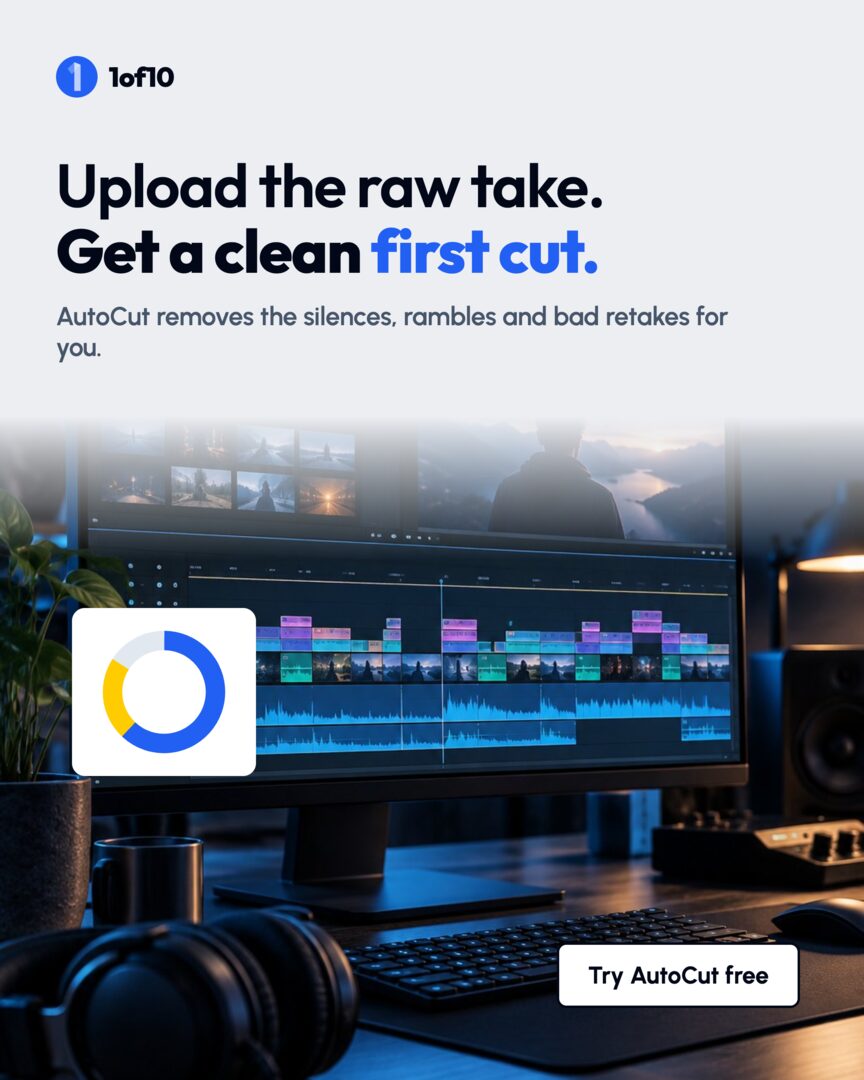 1of10
Upload the raw take.
Get a clean first cut.
AutoCut removes the silences, rambles and bad retakes for
you.
Try AutoCut free